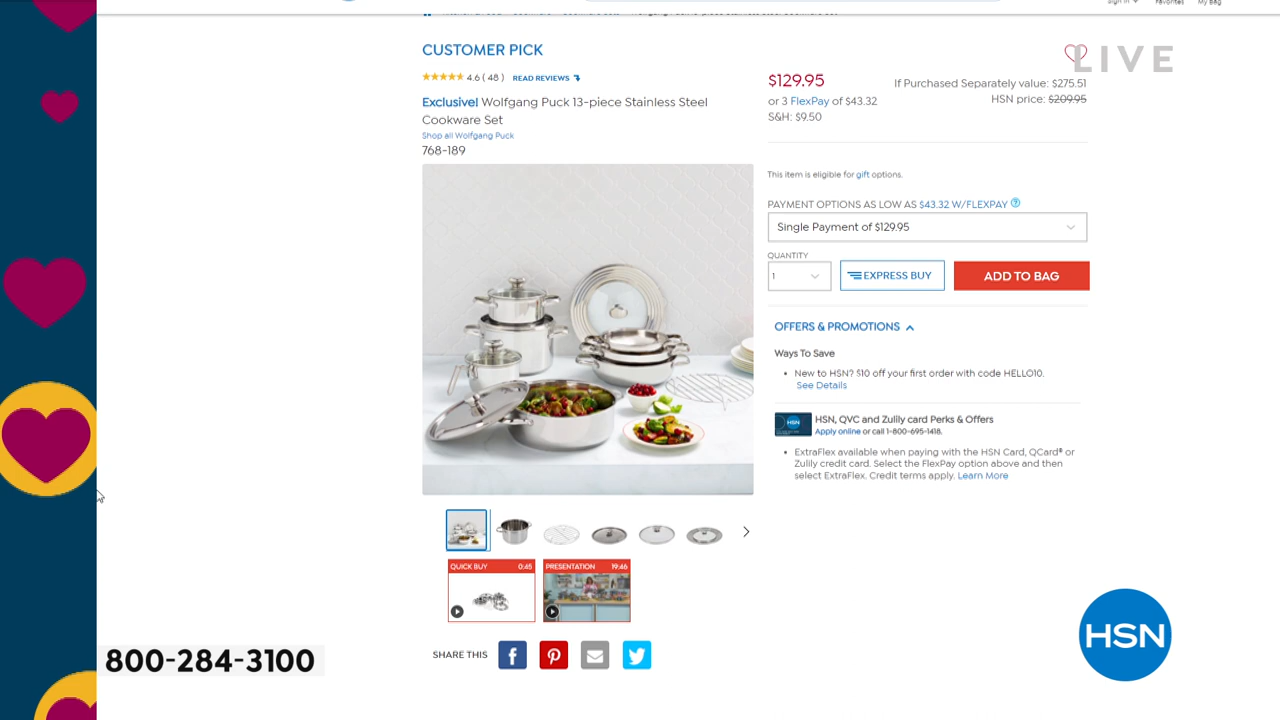 Sign In
Favorites
My Bag
CUSTOMER PICK
4.6 ( 48 ) READ REVIEWS
Exclusive! Wolfgang Puck 13-piece Stainless Steel
Cookware Set
Shop all Wolfgang Puck
768-189
$129.95
or 3 FlexPay of $43.32
S&H: $9.50
If Purchased Separately value: $275.51
HSN price: $209.95
LIVE
This item is eligible for gift options.
PAYMENT OPTIONS AS LOW AS $43.32 W/FLEXPAY ?
Single Payment of $129.95
QUANTITY
1
EXPRESS BUY
ADD TO BAG
OFFERS & PROMOTIONS
Ways To Save
• New to HSN? $10 off your first order with code HELLO10.
See Details
HSN
HSN, QVC and Zulily card Perks & Offers
Apply online or call 1-800-695-1418.
• ExtraFlex available when paying with the HSN Card, QCard® or
Zulily credit card. Select the FlexPay option above and then
select ExtraFlex. Credit terms apply. Learn More
QUICK BUY 0:45
PRESENTATION 19:46
SHARE THIS
800-284-3100
HSN